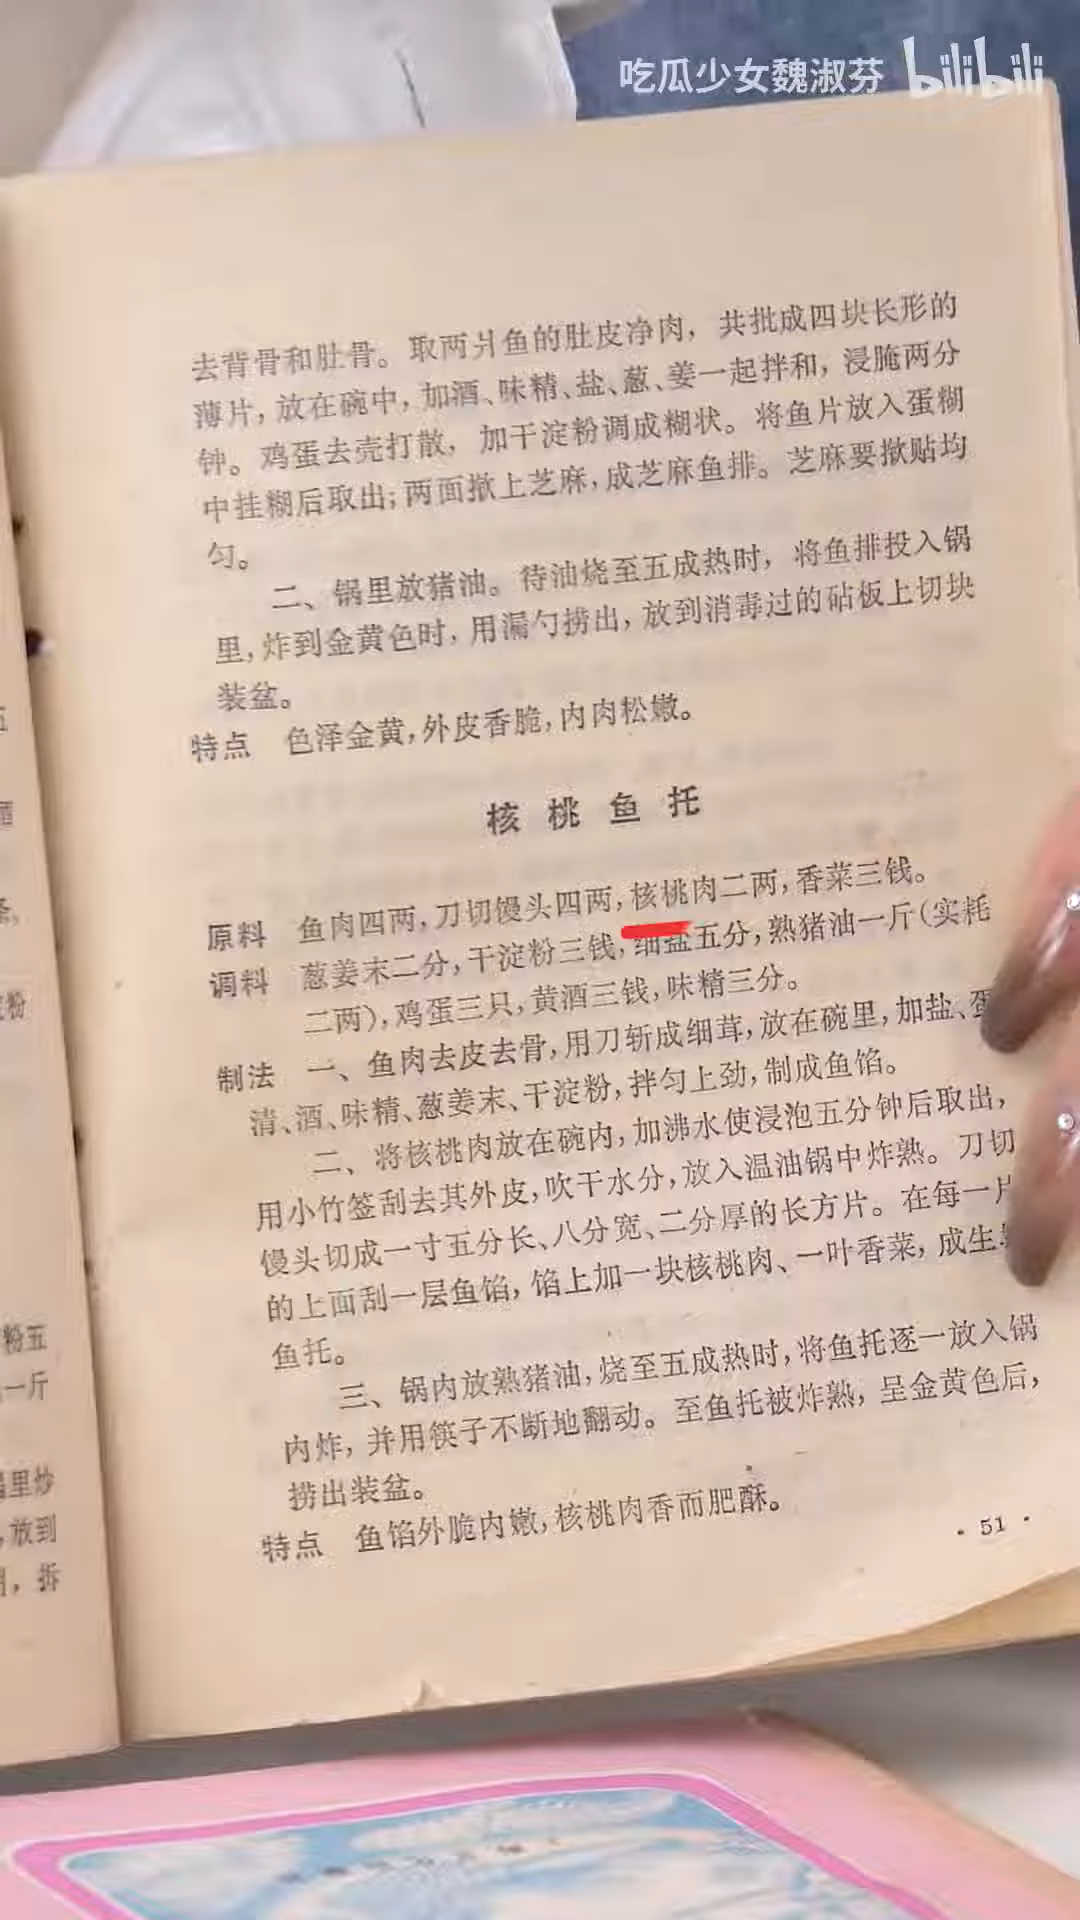 吃瓜少女魏淑芬 bilibili
去背骨和肚骨。取两爿鱼的肚皮净肉，共批成四块长形的
薄片，放在碗中，加酒、味精、盐、葱、姜一起拌和，浸腌两分
钟。鸡蛋去壳打散，加干淀粉调成糊状。将鱼片放入蛋糊
中挂糊后取出；两面揿上芝麻，成芝麻鱼排。芝麻要揿贴均
匀。
二、锅里放猪油。待油烧至五成热时，将鱼排投入锅
里，炸到金黄色时，用漏勺捞出，放到消毒过的砧板上切块
装盆。
特点 色泽金黄，外皮香脆，内肉松嫩。
核桃鱼托
原料 鱼肉四两，刀切馒头四两，核桃肉二两，香菜三钱。
调料 葱姜末二分，干淀粉三钱，细盐五分，熟猪油一斤（实耗
二两），鸡蛋三只，黄酒三钱，味精三分。
制法 一、鱼肉去皮去骨，用刀斩成细茸，放在碗里，加盐、蛋
清、酒、味精、葱姜末、干淀粉，拌匀上劲，制成鱼馅。
二、将核桃肉放在碗内，加沸水使浸泡五分钟后取出，
用小竹签刮去其外皮，吹干水分，放入温油锅中炸熟。刀切
馒头切成一寸五分长、八分宽、二分厚的长方片。在每一片
的上面刮一层鱼馅，馅上加一块核桃肉、一叶香菜，成生
鱼托。
三、锅内放熟猪油，烧至五成热时，将鱼托逐一放入锅
内炸，并用筷子不断地翻动。至鱼托被炸熟，呈金黄色后，
捞出装盆。
特点 鱼馅外脆内嫩，核桃肉香而肥酥。
·51·
粉
粉五
一斤
里炒
放到
拆